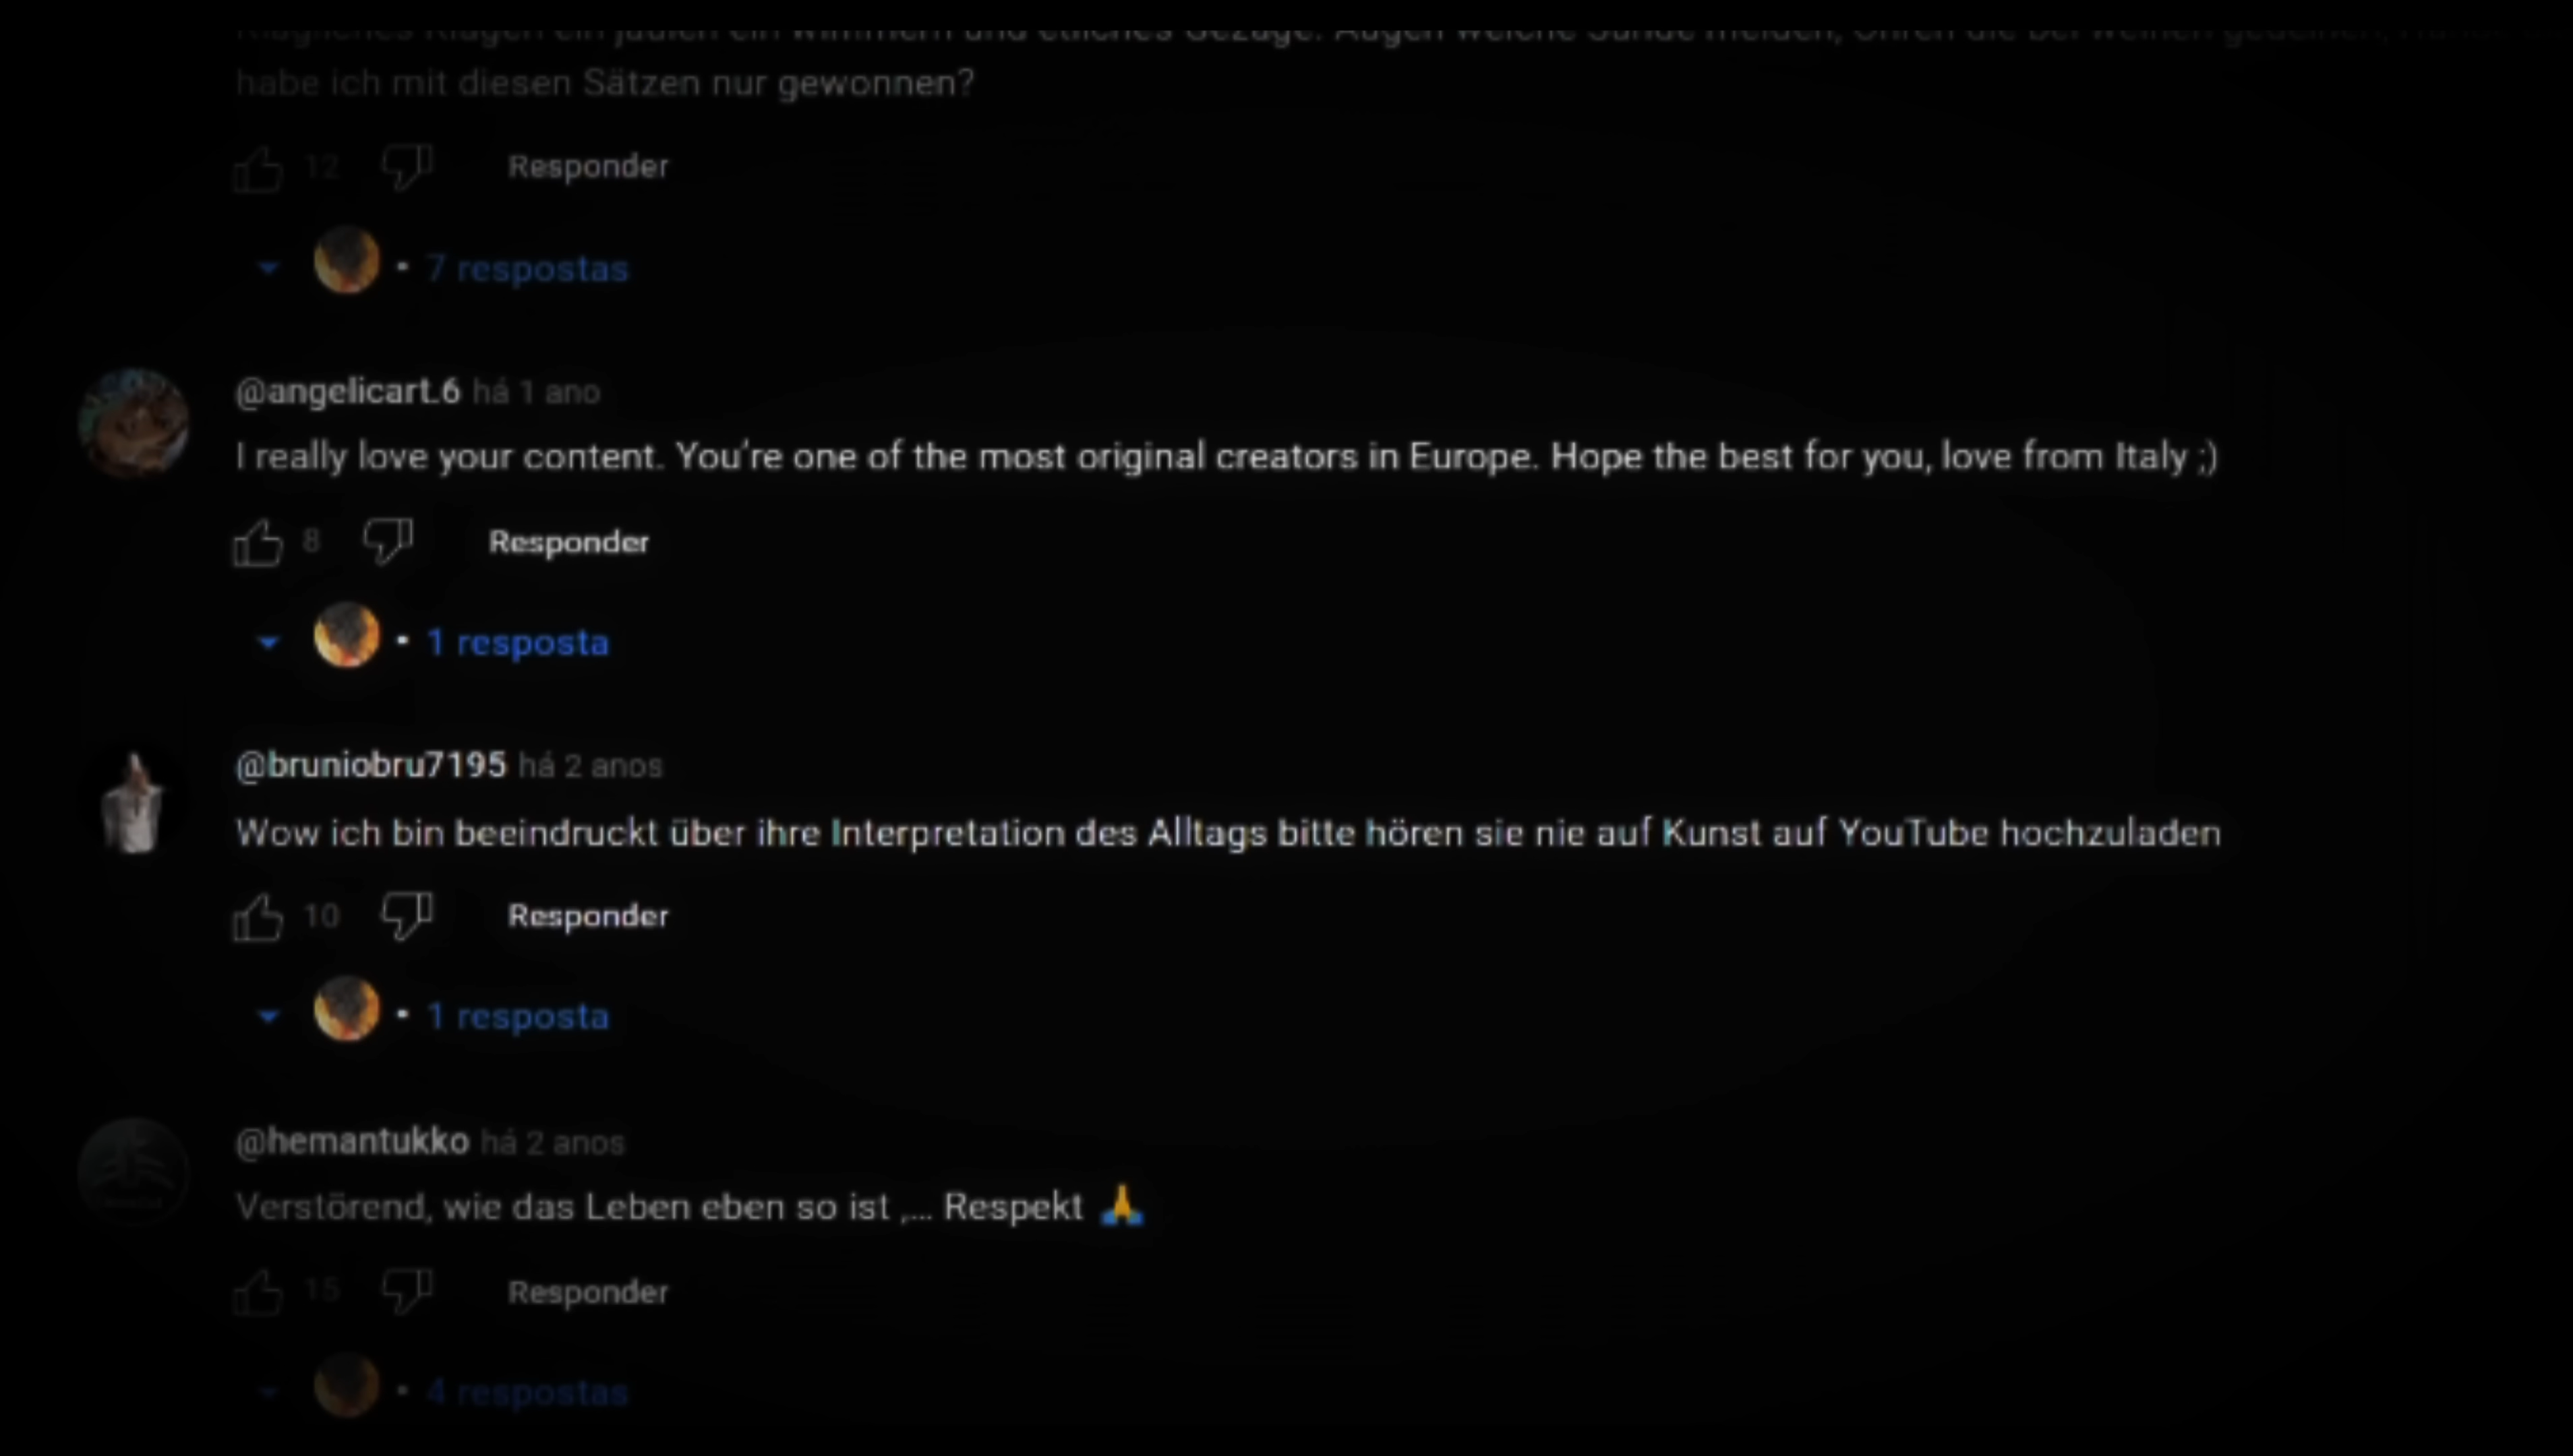 habe ich mit diesen Sätzen nur gewonnen?
12 Responder
7 respostas
@angelicart.6 há 1 ano
I really love your content. You're one of the most original creators in Europe. Hope the best for you, love from Italy ;)
8 Responder
1 resposta
@bruniobru7195 há 2 anos
Wow ich bin beeindruckt über ihre Interpretation des Alltags bitte hören sie nie auf Kunst auf YouTube hochzuladen
10 Responder
1 resposta
@hemantukko há 2 anos
Verstörend, wie das Leben eben so ist ,... Respekt 🙏
15 Responder
4 respostas